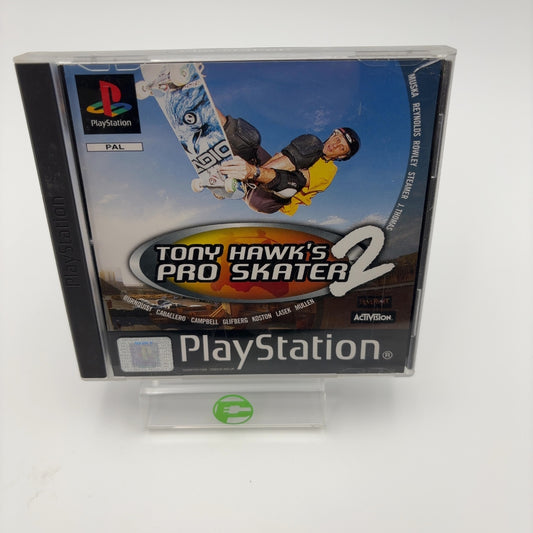 PlayStation
PlayStation
PAL
MUSKA REYNOLDS ROWLEY STEAMER J.THOMAS
TONY HAWK'S
PRO SKATER 2
BURNQUIST CABALLERO CAMPBELL GLIFBERG KOSTON LASEK MULLEN
ACTIVISION
PlayStation®